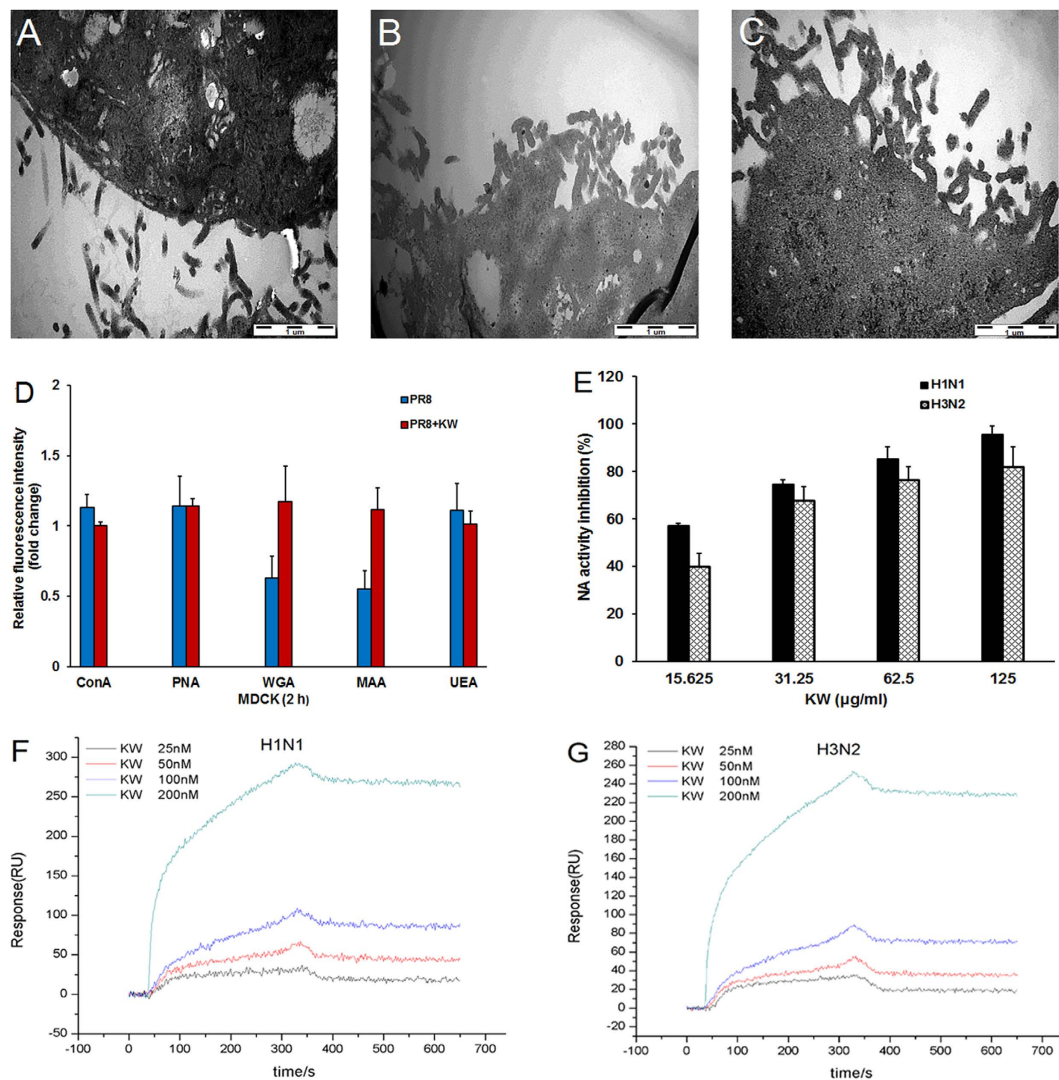 A
B
C
1 um
1 um
1 um
D
2
1.5
1
0.5
0
PR8
PR8+KW
Relative fluorescence intensity
(fold change)
ConA PNA WGA MAA UEA
MDCK (2 h)
E
120
100
80
60
40
20
0
H1N1
H3N2
NA activity inhibition (%)
15.625 31.25 62.5 125
KW (µg/ml)
F
H1N1
KW 25nM
KW 50nM
KW 100nM
KW 200nM
300
250
200
150
100
50
0
-50
Response(RU)
-100 0 100 200 300 400 500 600 700
time/s
G
H3N2
KW 25nM
KW 50nM
KW 100nM
KW 200nM
280
260
240
220
200
180
160
140
120
100
80
60
40
20
0
-20
Response(RU)
-100 0 100 200 300 400 500 600 700
time/s